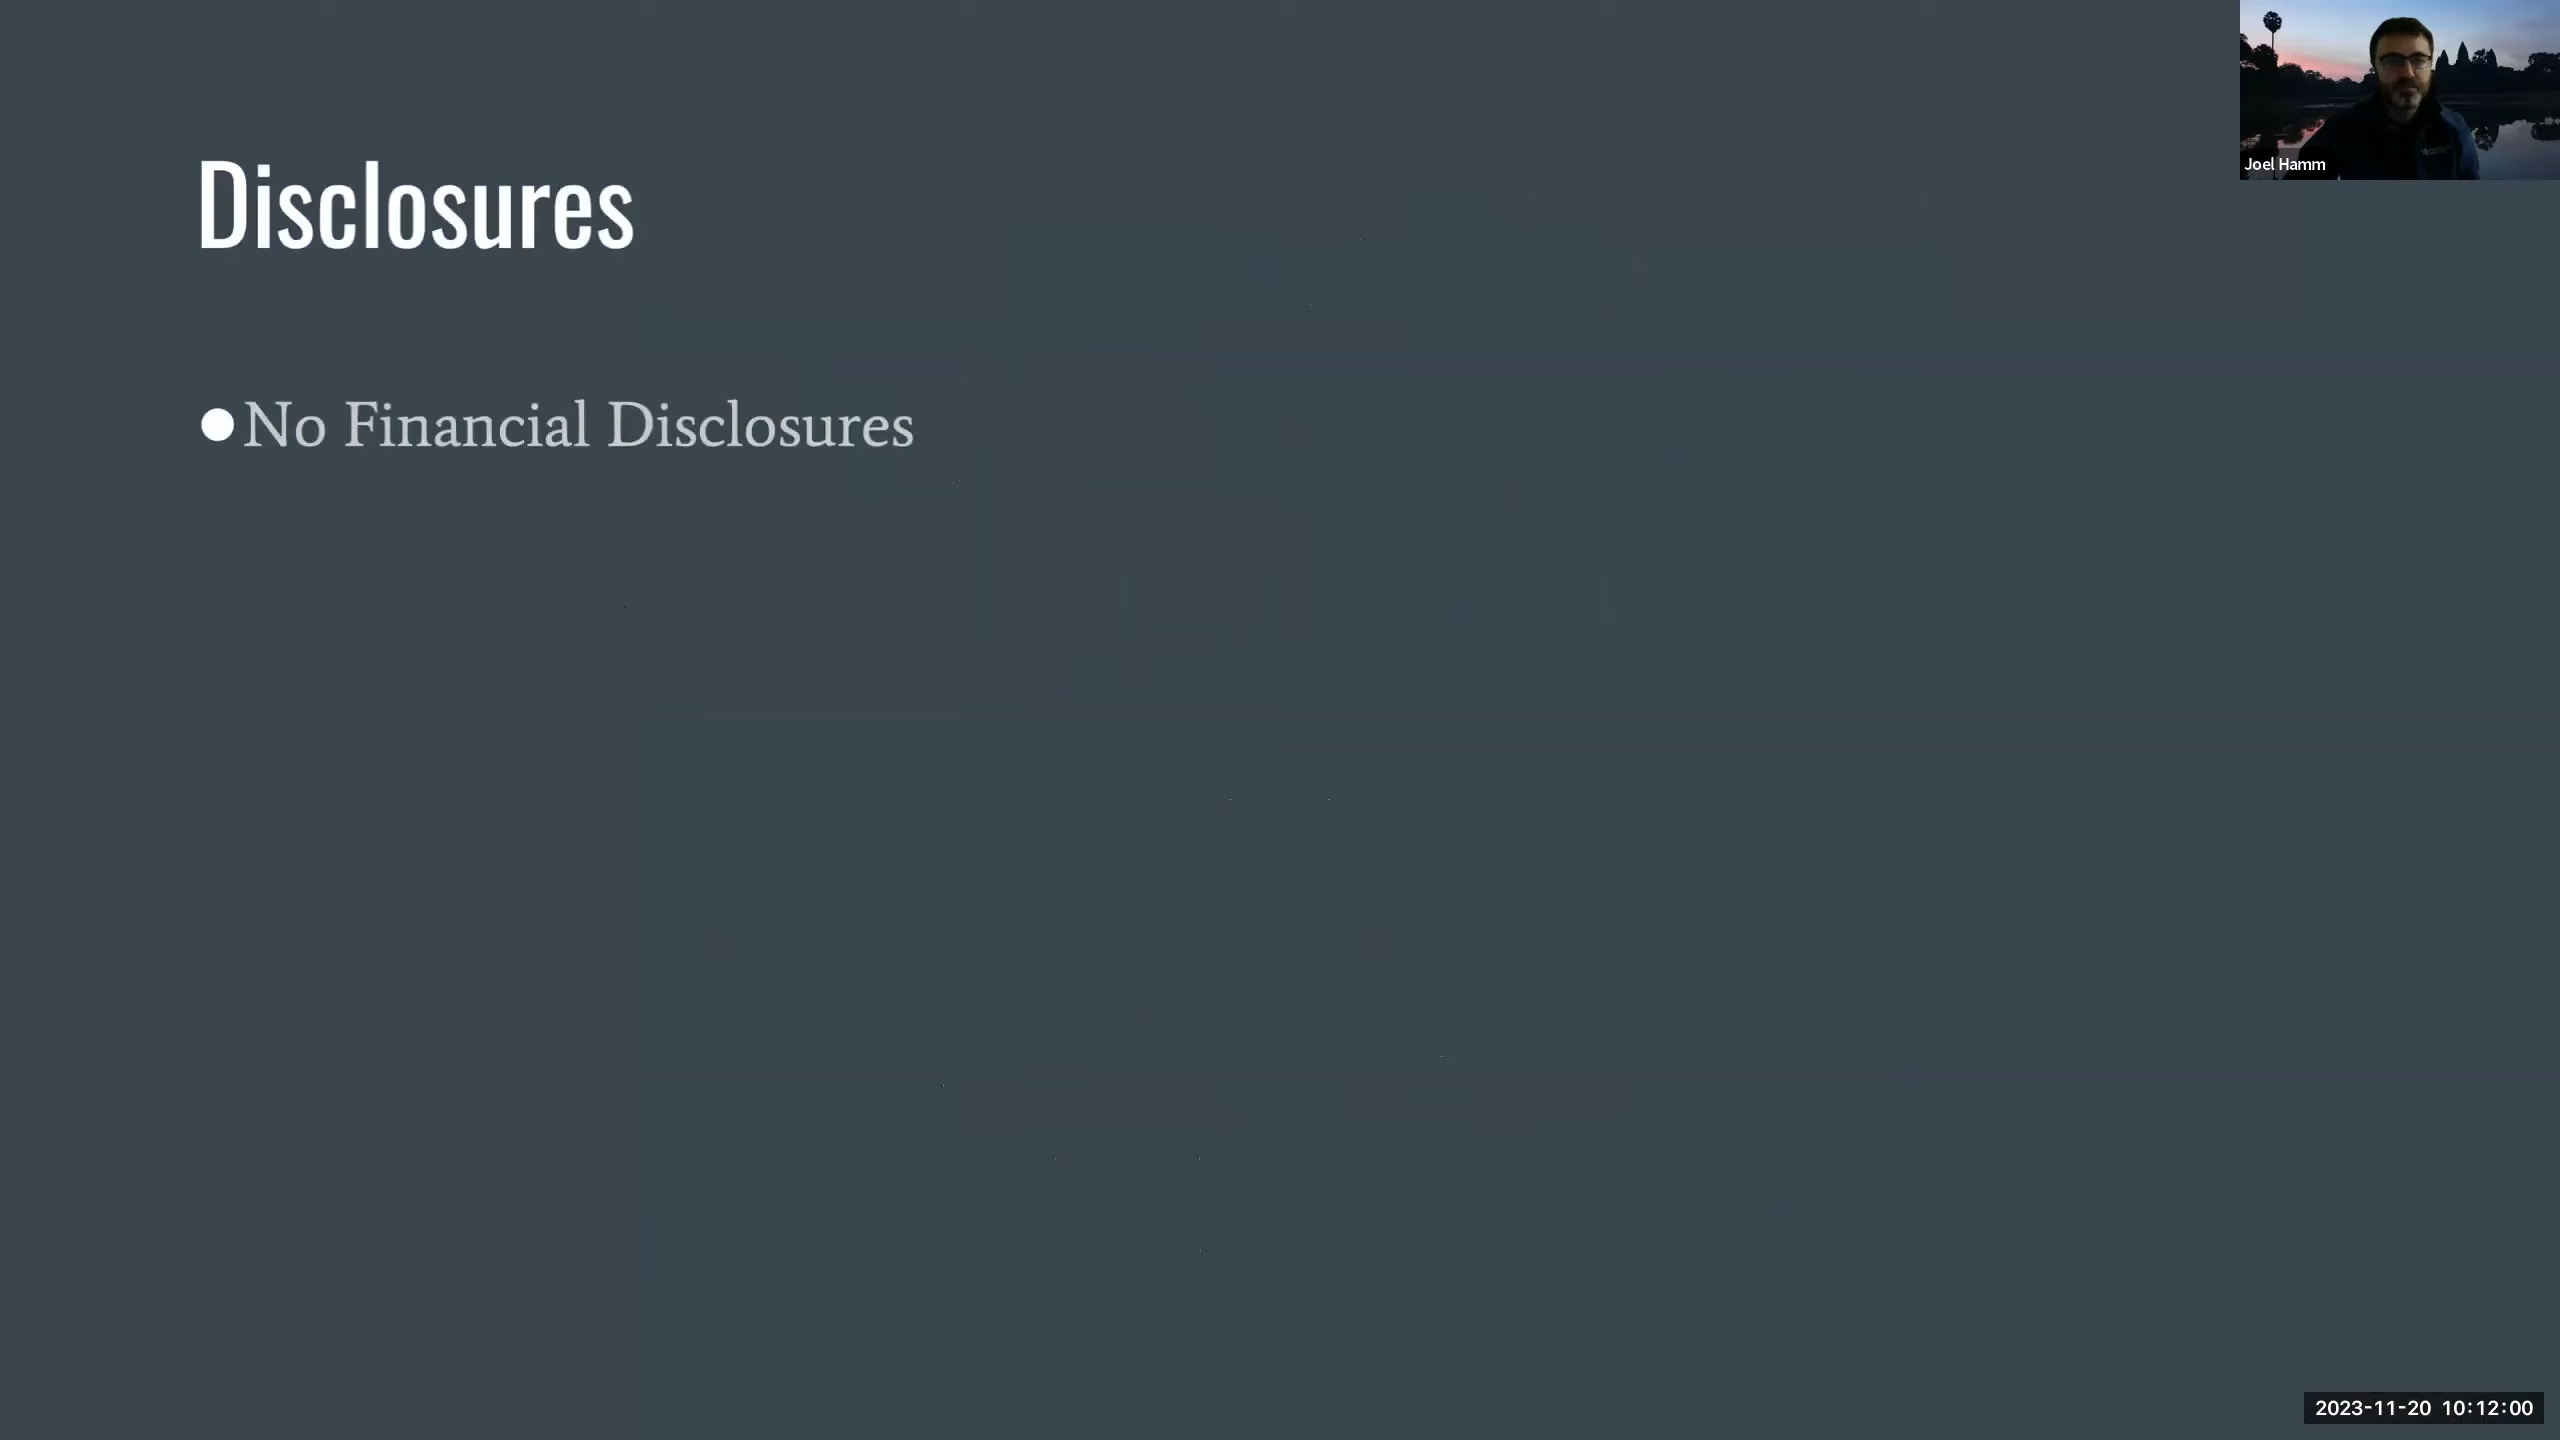 Disclosures
●No Financial Disclosures
Joel Hamm
2023-11-20 10:12:00